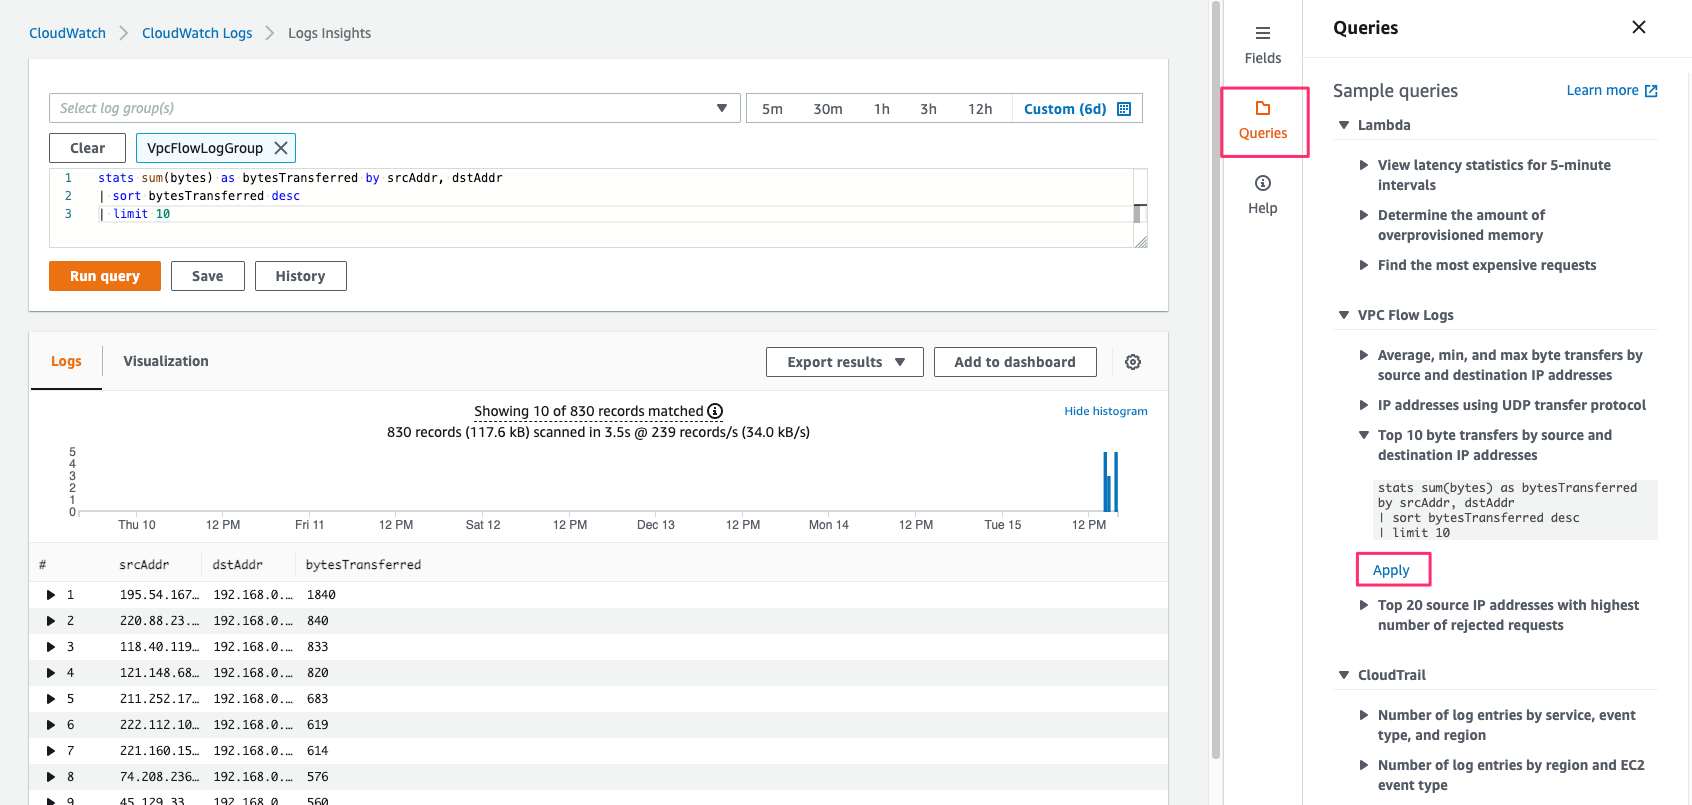 CloudWatch > CloudWatch Logs > Logs Insights
Select log group(s)
5m 30m 1h 3h 12h Custom (6d)
Clear VpcFlowLogGroup
1 stats sum(bytes) as bytesTransferred by srcAddr, dstAddr
2 | sort bytesTransferred desc
3 | limit 10
Run query Save History
Logs Visualization Export results Add to dashboard
Showing 10 of 830 records matched
Hide histogram
830 records (117.6 kB) scanned in 3.5s @ 239 records/s (34.0 kB/s)
5
4
3
2
1
0
Thu 10 12 PM Fri 11 12 PM Sat 12 12 PM Dec 13 12 PM Mon 14 12 PM Tue 15 12 PM
# srcAddr dstAddr bytesTransferred
1 195.54.167… 192.168.0.… 1840
2 220.88.23.… 192.168.0.… 840
3 118.40.119… 192.168.0.… 833
4 121.148.68… 192.168.0.… 820
5 211.252.17… 192.168.0.… 683
6 222.112.10… 192.168.0.… 619
7 221.160.15… 192.168.0.… 614
8 74.208.236… 192.168.0.… 576
9 45.129.33… 192.168.0… 560
Fields
Queries
Help
Queries
Sample queries Learn more
Lambda
View latency statistics for 5-minute
intervals
Determine the amount of
overprovisioned memory
Find the most expensive requests
VPC Flow Logs
Average, min, and max byte transfers by
source and destination IP addresses
IP addresses using UDP transfer protocol
Top 10 byte transfers by source and
destination IP addresses
stats sum(bytes) as bytesTransferred
by srcAddr, dstAddr
| sort bytesTransferred desc
| limit 10
Apply
Top 20 source IP addresses with highest
number of rejected requests
CloudTrail
Number of log entries by service, event
type, and region
Number of log entries by region and EC2
event type